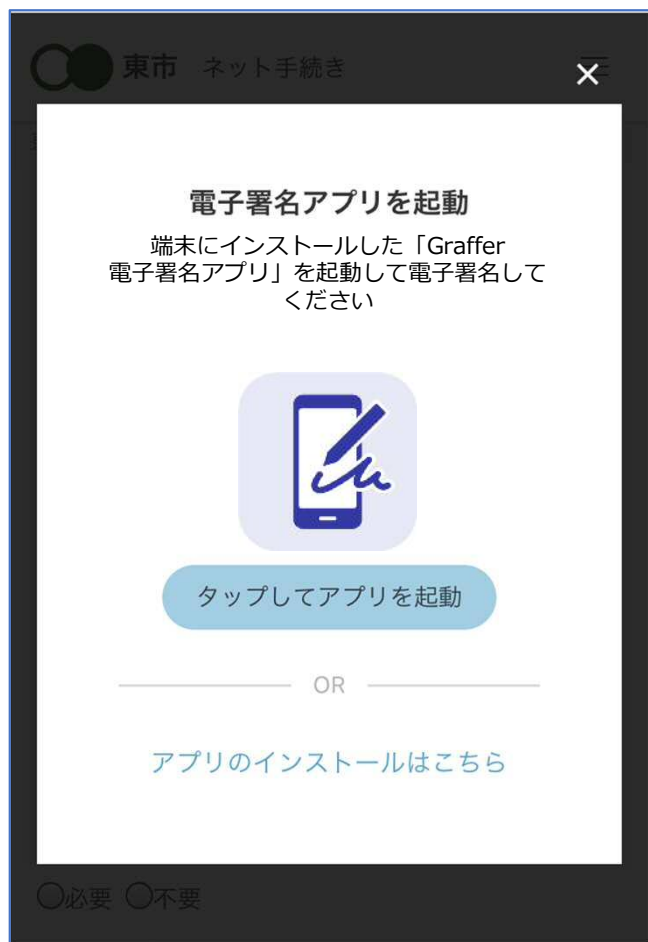 東市 ネット手続き
電子署名アプリを起動
端末にインストールした「Graffer
電子署名アプリ」を起動して電子署名して
ください
タップしてアプリを起動
OR
アプリのインストールはこちら
必要 不要